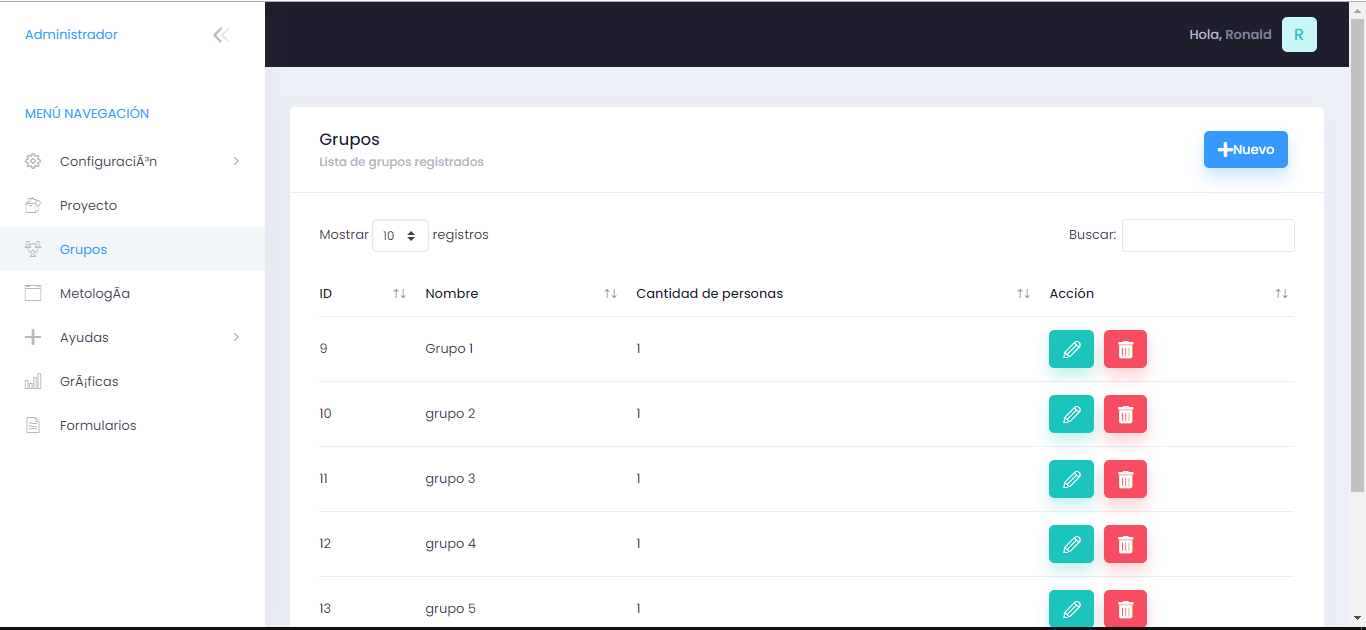 Administrador
Hola, Ronald R
MENÚ NAVEGACIÓN
ConfiguraciÃ³n
Proyecto
Grupos
MetologÃa
Ayudas
GrÃ¡ficas
Formularios
Grupos
Lista de grupos registrados
Nuevo
Mostrar 10 registros
Buscar:
ID Nombre Cantidad de personas Acción
9 Grupo 1 1
10 grupo 2 1
11 grupo 3 1
12 grupo 4 1
13 grupo 5 1